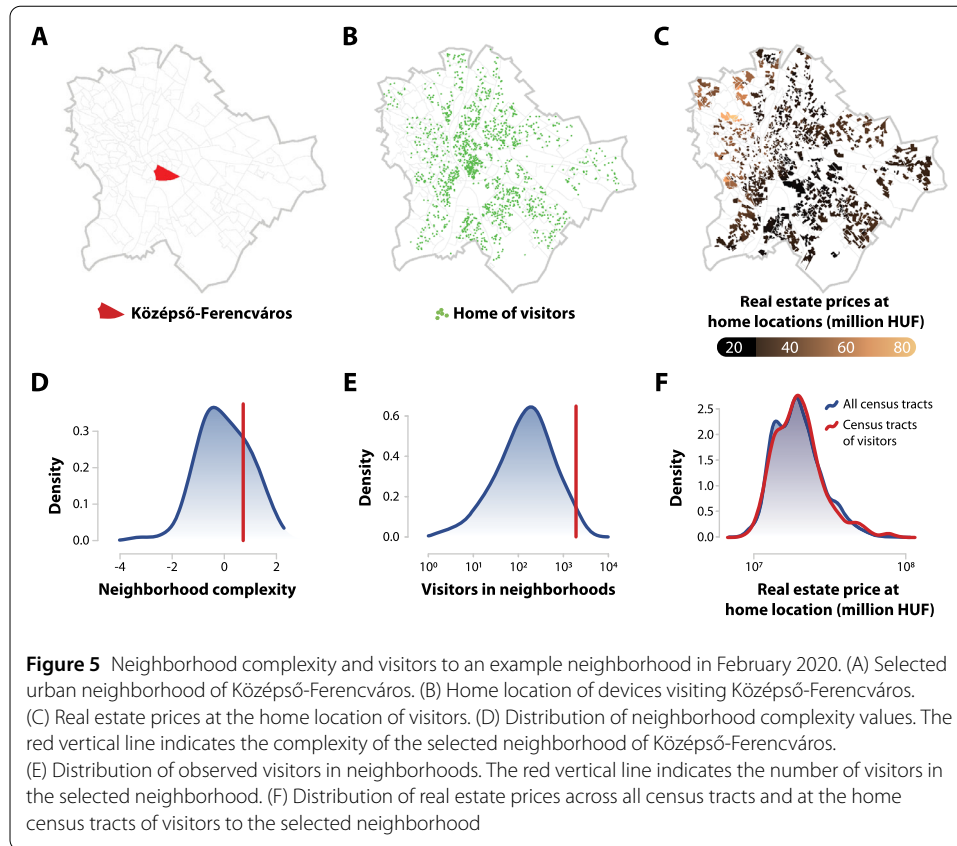 A
B
C
Középső-Ferencváros
Home of visitors
Real estate prices at
home locations (million HUF)
20 40 60 80
D
E
F
Density
0.3
0.2
0.1
0.0
-4 -2 0 2
Neighborhood complexity
Density
0.6
0.4
0.2
0.0
10⁰ 10¹ 10² 10³ 10⁴
Visitors in neighborhoods
Density
2.5
2.0
1.5
1.0
0.5
0.0
All census tracts
Census tracts
of visitors
10⁷ 10⁸
Real estate price at
home location (million HUF)
Figure 5 Neighborhood complexity and visitors to an example neighborhood in February 2020. (A) Selected
urban neighborhood of Középső-Ferencváros. (B) Home location of devices visiting Középső-Ferencváros.
(C) Real estate prices at the home location of visitors. (D) Distribution of neighborhood complexity values. The
red vertical line indicates the complexity of the selected neighborhood of Középső-Ferencváros.
(E) Distribution of observed visitors in neighborhoods. The red vertical line indicates the number of visitors in
the selected neighborhood. (F) Distribution of real estate prices across all census tracts and at the home
census tracts of visitors to the selected neighborhood